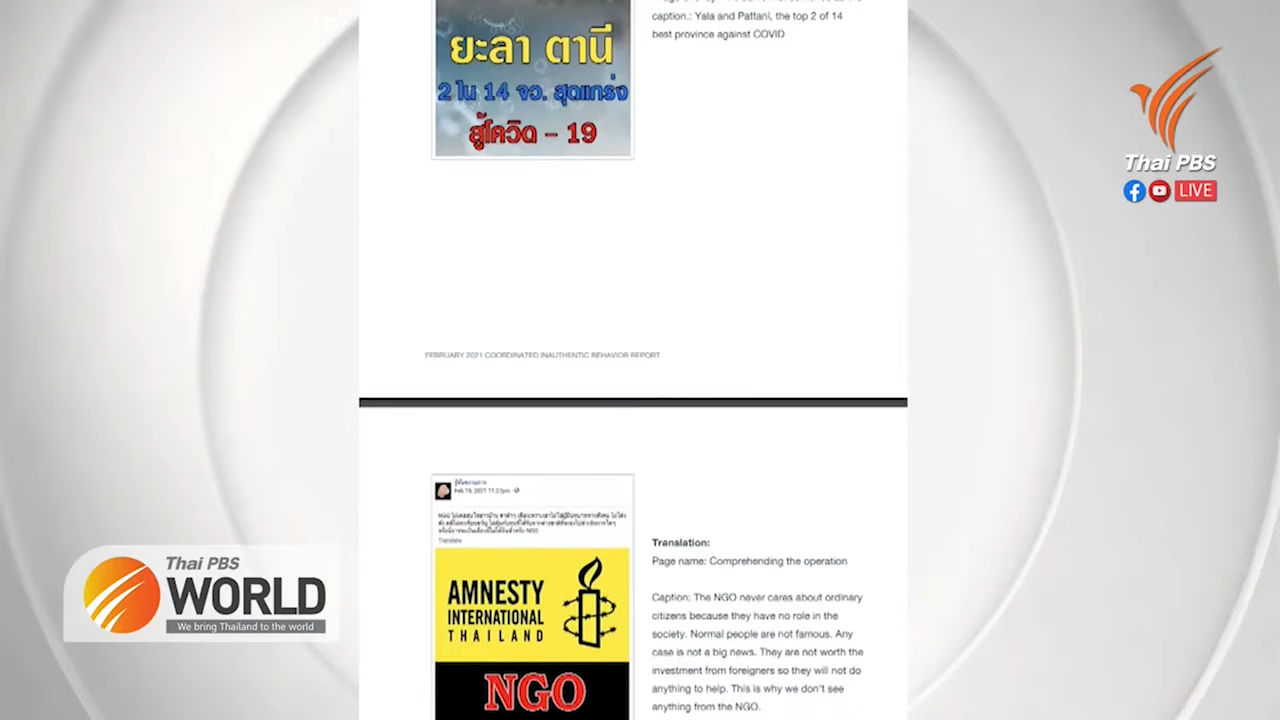 caption.: Yala and Pattani, the top 2 of 14
best province against COVID
ยะลา ตานี
2 ใน 14 จว. สุดแกร่ง
สู้โควิด - 19
Thai PBS
LIVE
FEBRUARY 2021 COORDINATED INAUTHENTIC BEHAVIOR REPORT
Feb 19, 2021 11:27pm
Translate
AMNESTY
INTERNATIONAL
THAILAND
NGO
Translation:
Page name: Comprehending the operation
Caption: The NGO never cares about ordinary
citizens because they have no role in the
society. Normal people are not famous. Any
case is not a big news. They are not worth the
investment from foreigners so they will not do
anything to help. This is why we don't see
anything from the NGO.
Thai PBS
WORLD
We bring Thailand to the world